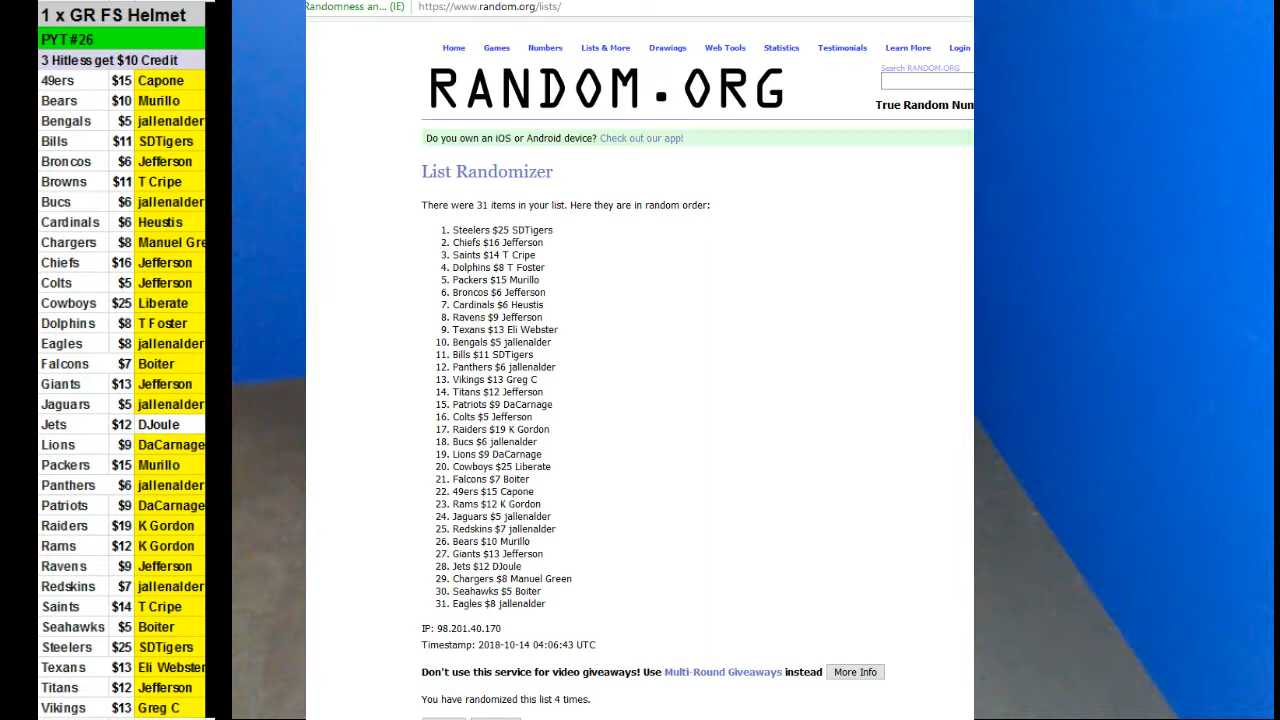 1 x GR FS Helmet
PYT #26
3 Hitless get $10 Credit
49ers $15 Capone
Bears $10 Murillo
Bengals $5 jallenalder
Bills $11 SDTigers
Broncos $6 Jefferson
Browns $11 T Cripe
Bucs $6 jallenalder
Cardinals $6 Heustis
Chargers $8 Manuel Gre
Chiefs $16 Jefferson
Colts $5 Jefferson
Cowboys $25 Liberate
Dolphins $8 T Foster
Eagles $8 jallenalder
Falcons $7 Boiter
Giants $13 Jefferson
Jaguars $5 jallenalder
Jets $12 DJoule
Lions $9 DaCarnage
Packers $15 Murillo
Panthers $6 jallenalder
Patriots $9 DaCarnage
Raiders $19 K Gordon
Rams $12 K Gordon
Ravens $9 Jefferson
Redskins $7 jallenalder
Saints $14 T Cripe
Seahawks $5 Boiter
Steelers $25 SDTigers
Texans $13 Eli Webster
Titans $12 Jefferson
Vikings $13 Greg C
Randomness an... (IE) https://www.random.org/lists/
Home Games Numbers Lists & More Drawings Web Tools Statistics Testimonials Learn More Login
Search RANDOM.ORG
RANDOM.ORG
True Random Num
Do you own an iOS or Android device? Check out our app!
List Randomizer
There were 31 items in your list. Here they are in random order:
1. Steelers $25 SDTigers
2. Chiefs $16 Jefferson
3. Saints $14 T Cripe
4. Dolphins $8 T Foster
5. Packers $15 Murillo
6. Broncos $6 Jefferson
7. Cardinals $6 Heustis
8. Ravens $9 Jefferson
9. Texans $13 Eli Webster
10. Bengals $5 jallenalder
11. Bills $11 SDTigers
12. Panthers $6 jallenalder
13. Vikings $13 Greg C
14. Titans $12 Jefferson
15. Patriots $9 DaCarnage
16. Colts $5 Jefferson
17. Raiders $19 K Gordon
18. Bucs $6 jallenalder
19. Lions $9 DaCarnage
20. Cowboys $25 Liberate
21. Falcons $7 Boiter
22. 49ers $15 Capone
23. Rams $12 K Gordon
24. Jaguars $5 jallenalder
25. Redskins $7 jallenalder
26. Bears $10 Murillo
27. Giants $13 Jefferson
28. Jets $12 DJoule
29. Chargers $8 Manuel Green
30. Seahawks $5 Boiter
31. Eagles $8 jallenalder
IP: 98.201.40.170
Timestamp: 2018-10-14 04:06:43 UTC
Don't use this service for video giveaways! Use Multi-Round Giveaways instead More Info
You have randomized this list 4 times.